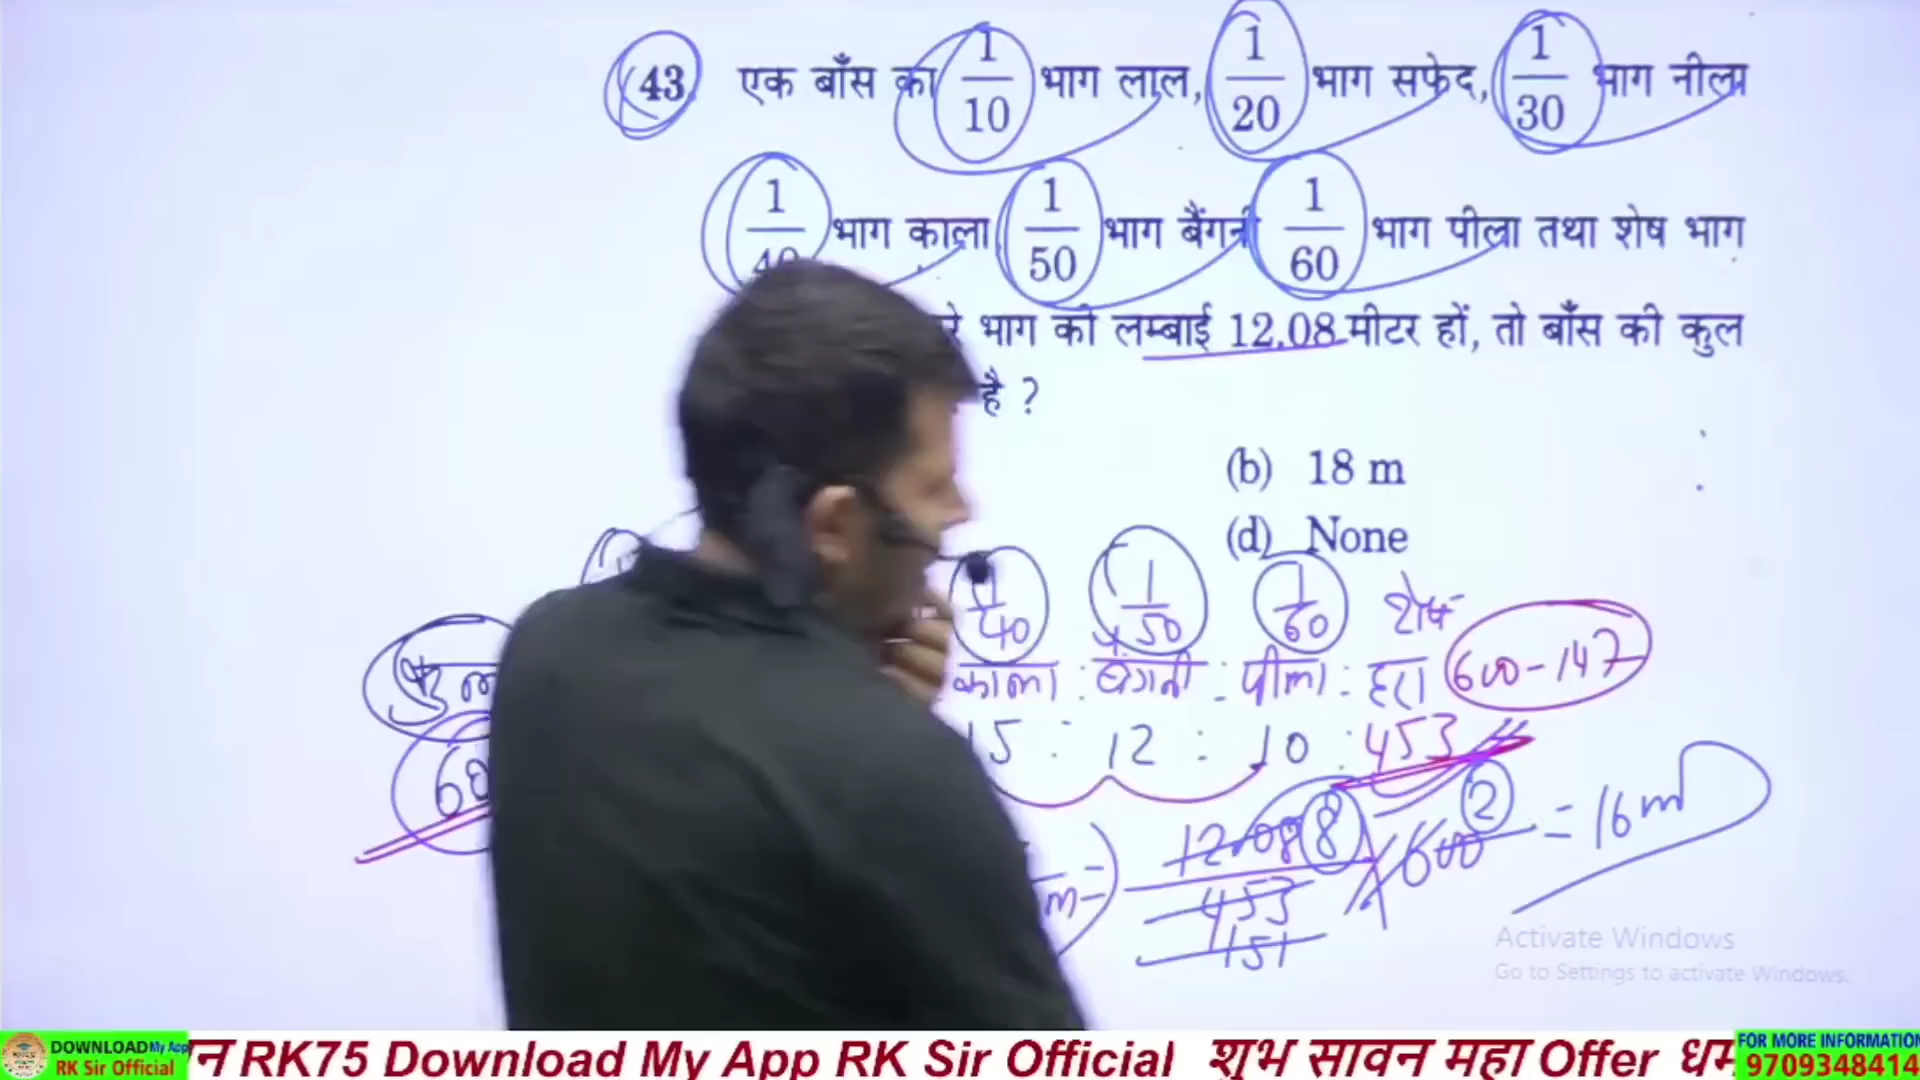 43. एक बाँस का 1/10 भाग लाल, 1/20 भाग सफेद, 1/30 भाग नीला
1/40 भाग काला 1/50 भाग बैंगनी 1/60 भाग पीला तथा शेष भाग
रे भाग की लम्बाई 12.08 मीटर हों, तो बाँस की कुल
है ?
(b) 18 m
(d) None
1/40 1/50 1/60 शेष
काला : बैंगनी : पीला : हरा 600-147
15 : 12 : 10 : 453
60
12.08 8 / 453 × 600 2 = 16m
151
Activate Windows
Go to Settings to activate Windows.
DOWNLOAD My App
RK Sir Official
न RK75 Download My App RK Sir Official शुभ सावन महा Offer धम
FOR MORE INFORMATION
9709348414